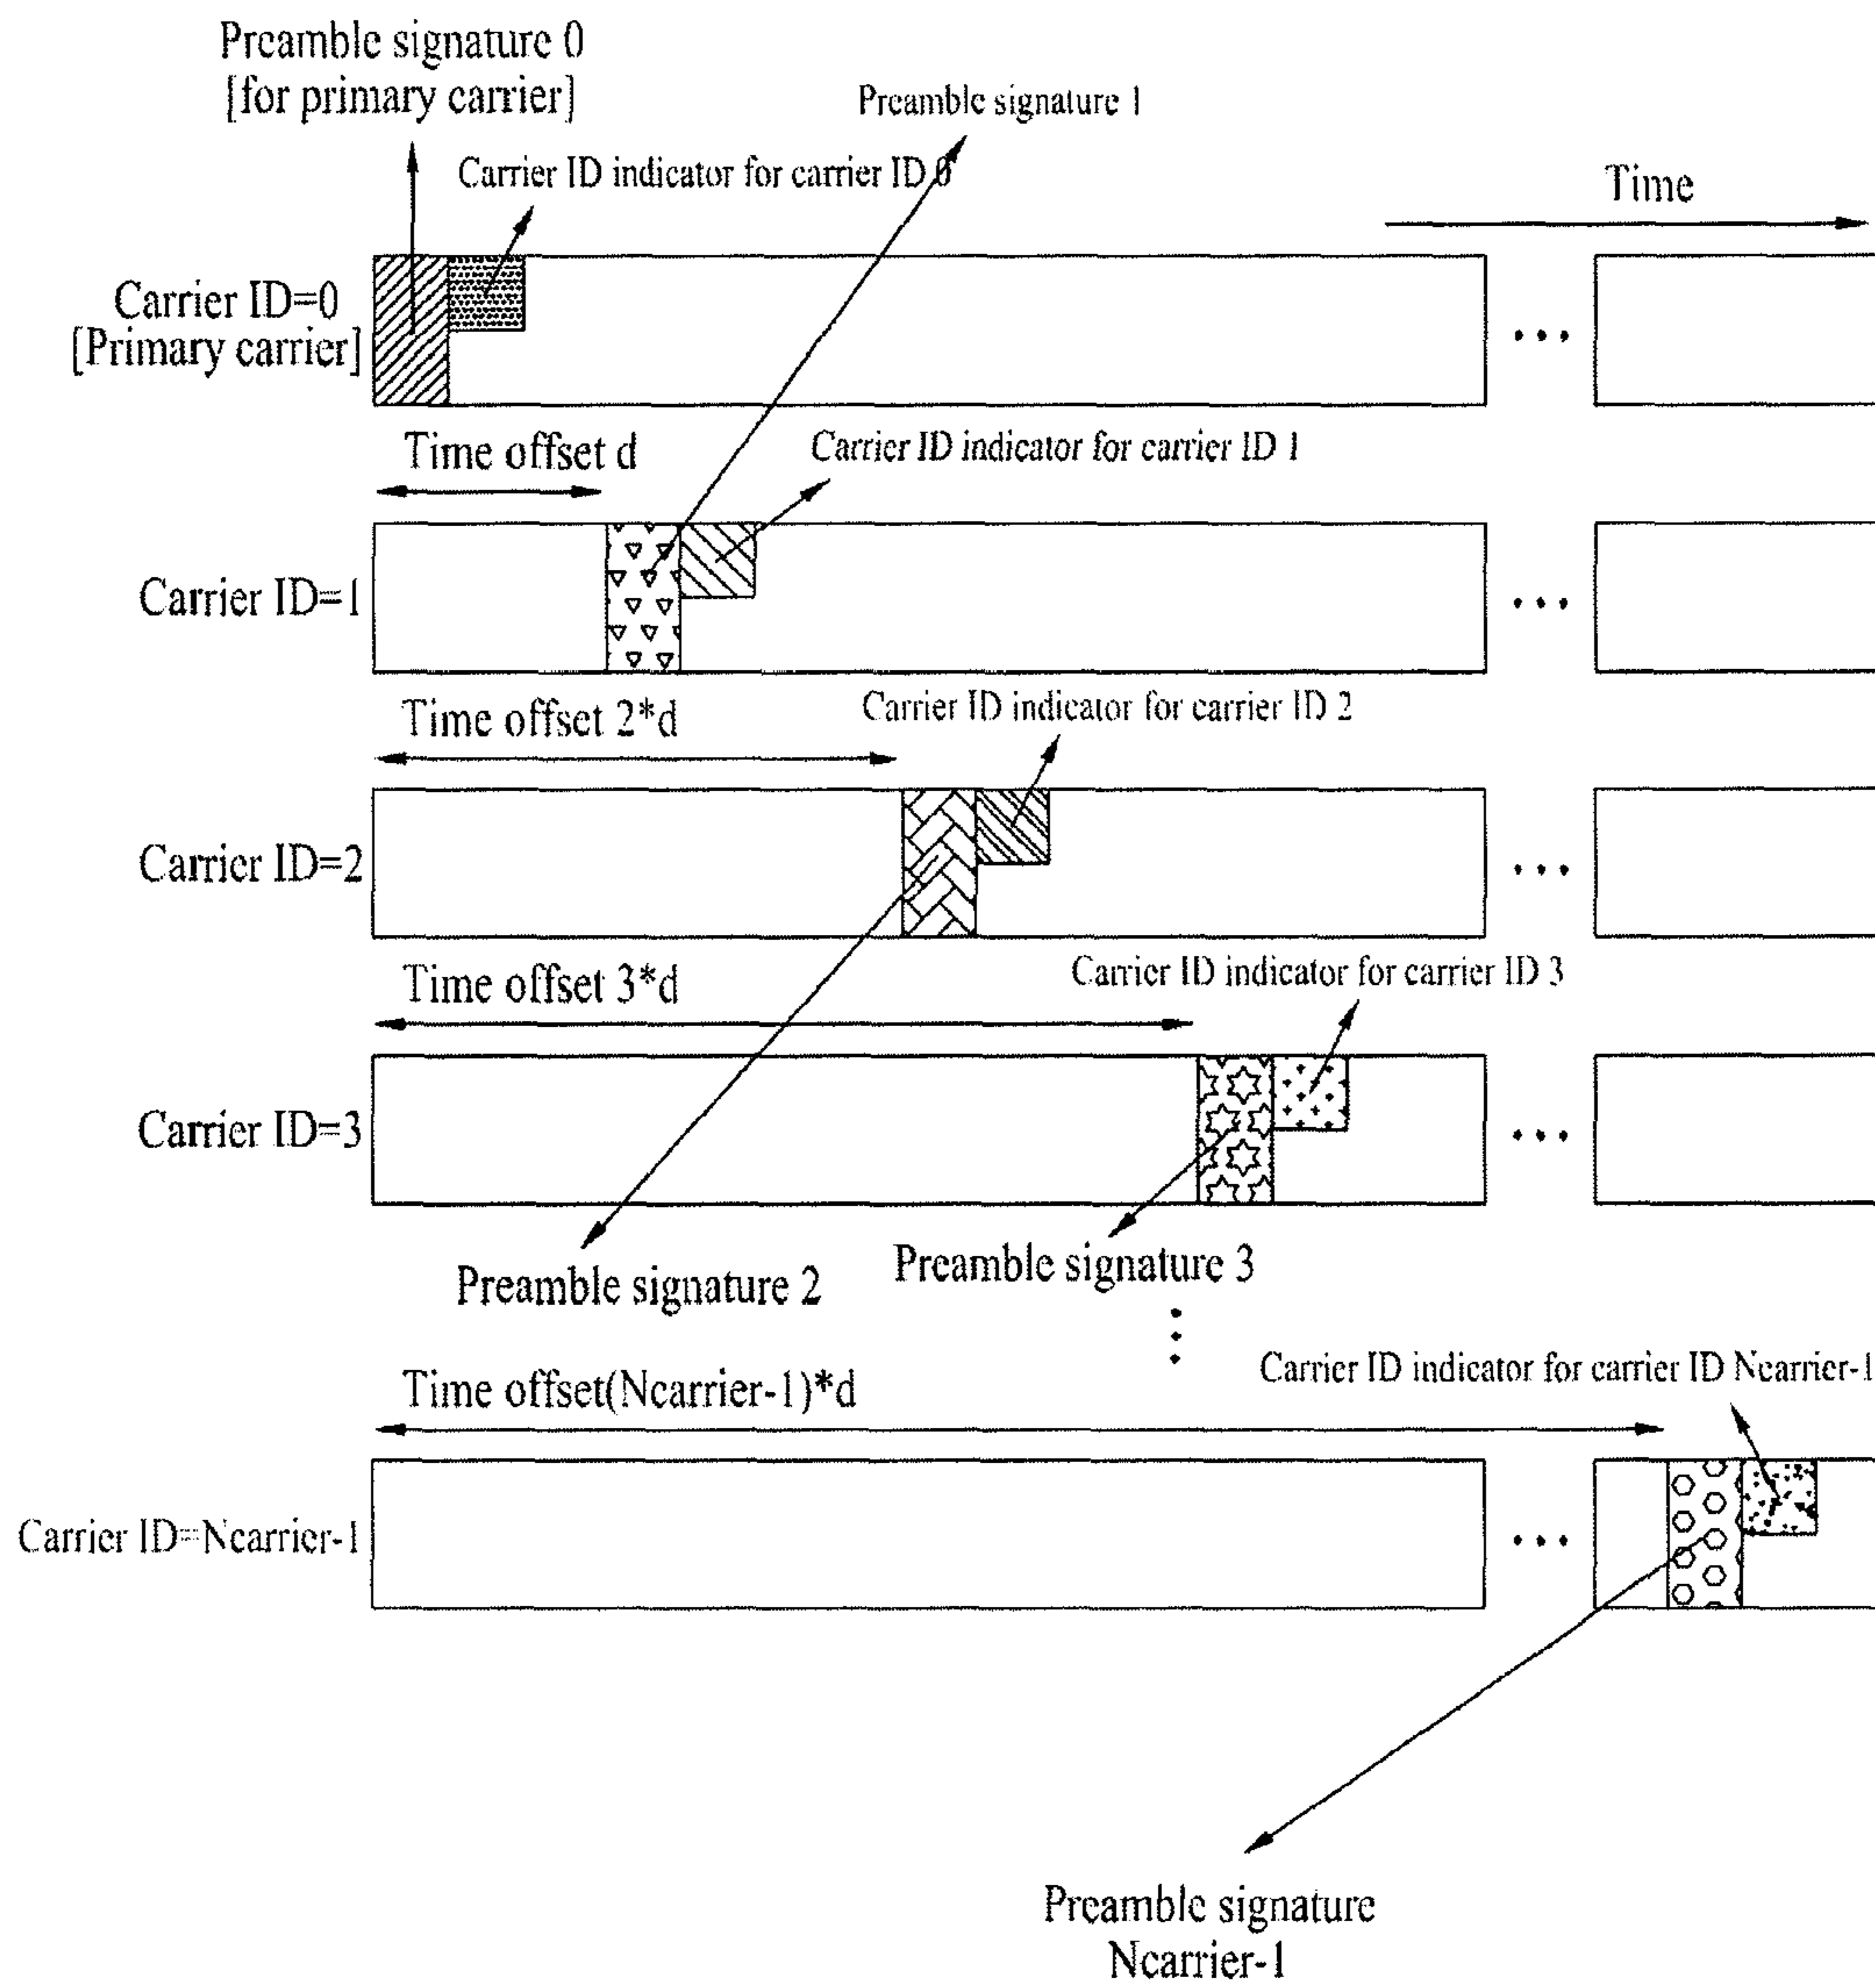 Preamble signature 0
[for primary carrier]
Preamble signature 1
Carrier ID indicator for carrier ID 0
Time
Carrier ID=0
[Primary carrier]
Time offset d
Carrier ID indicator for carrier ID 1
Carrier ID=1
Time offset 2*d
Carrier ID indicator for carrier ID 2
Carrier ID=2
Time offset 3*d
Carrier ID indicator for carrier ID 3
Carrier ID=3
Preamble signature 2
Preamble signature 3
Time offset(Ncarrier-1)*d
Carrier ID indicator for carrier ID Ncarrier-1
Carrier ID=Ncarrier-1
Preamble signature
Ncarrier-1